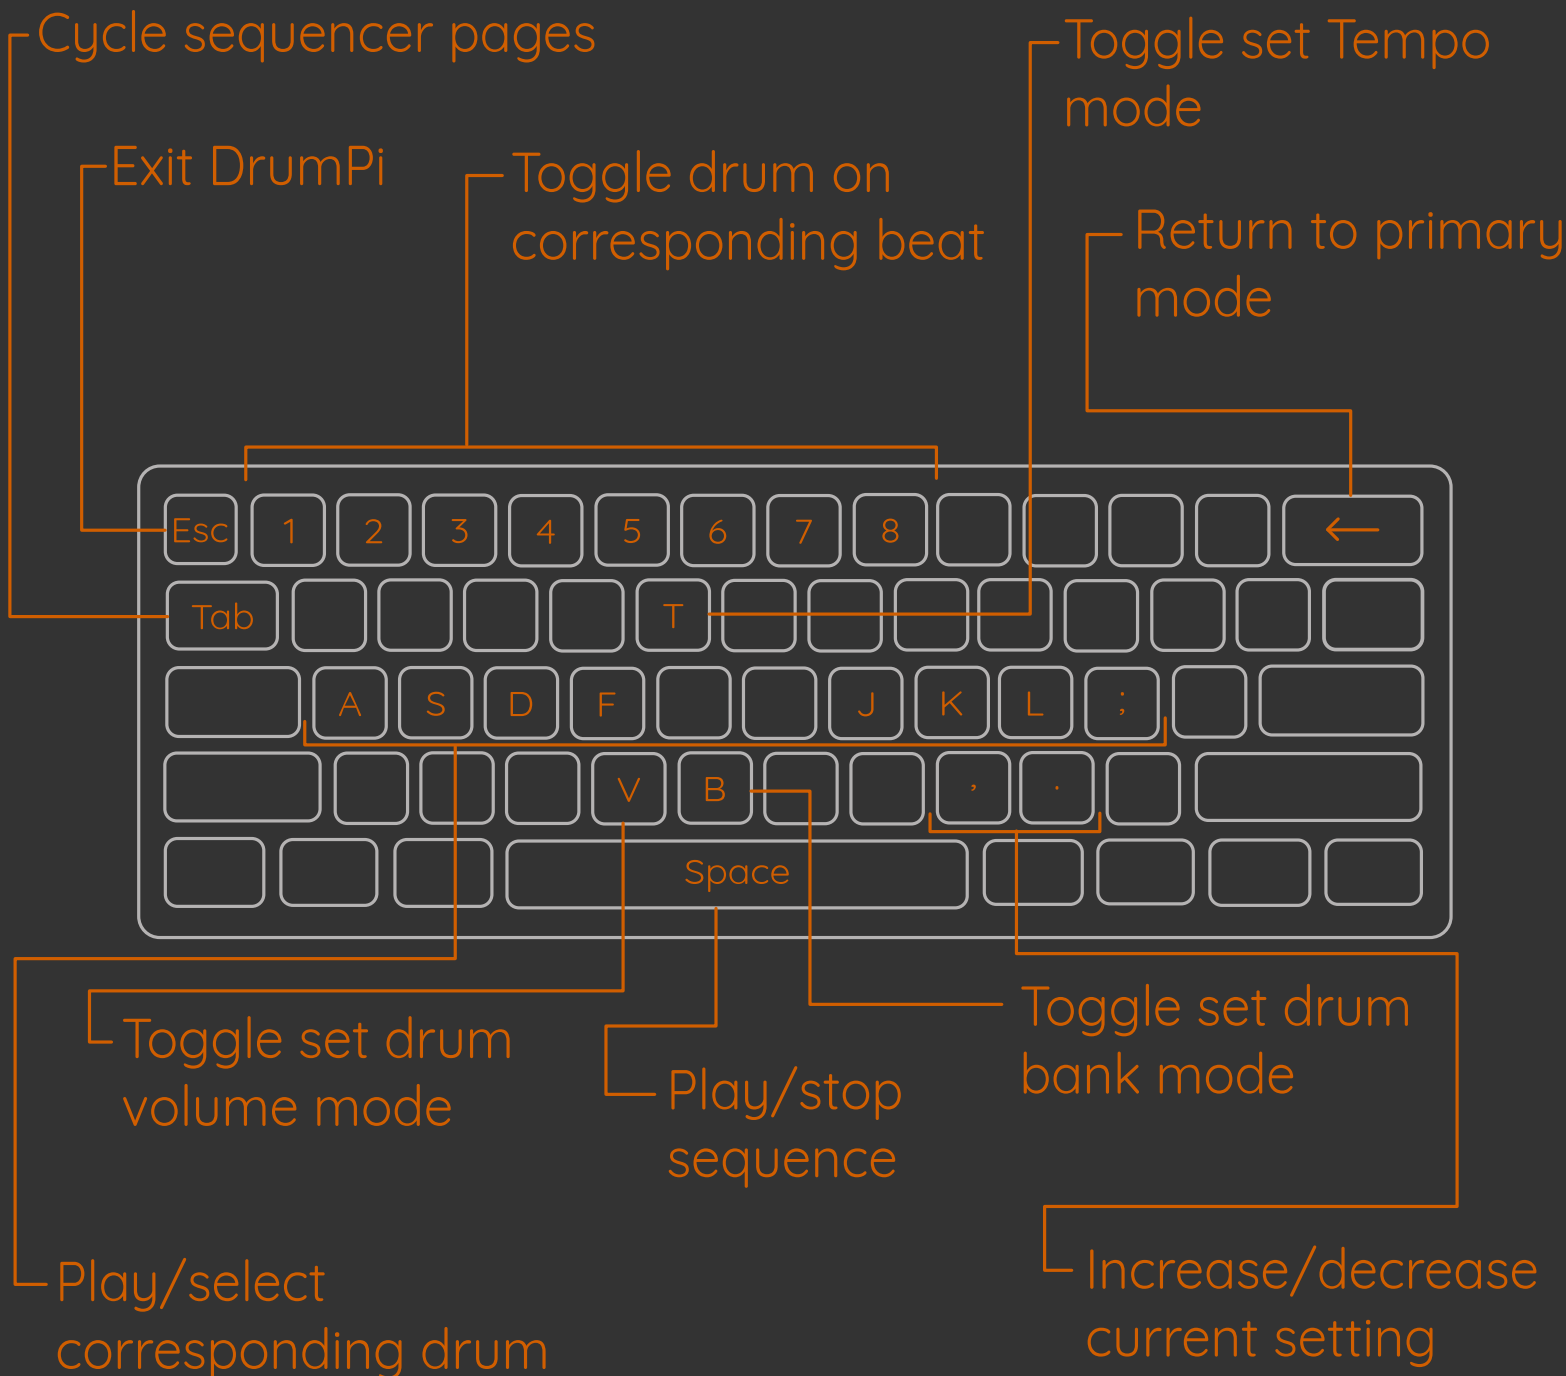 Cycle sequencer pages
Toggle set Tempo
mode
Exit DrumPi
Toggle drum on
corresponding beat
Return to primary
mode
Esc 1 2 3 4 5 6 7 8 ←
Tab T
A S D F J K L ;
V B , .
Space
Toggle set drum
volume mode
Play/stop
sequence
Toggle set drum
bank mode
Play/select
corresponding drum
Increase/decrease
current setting